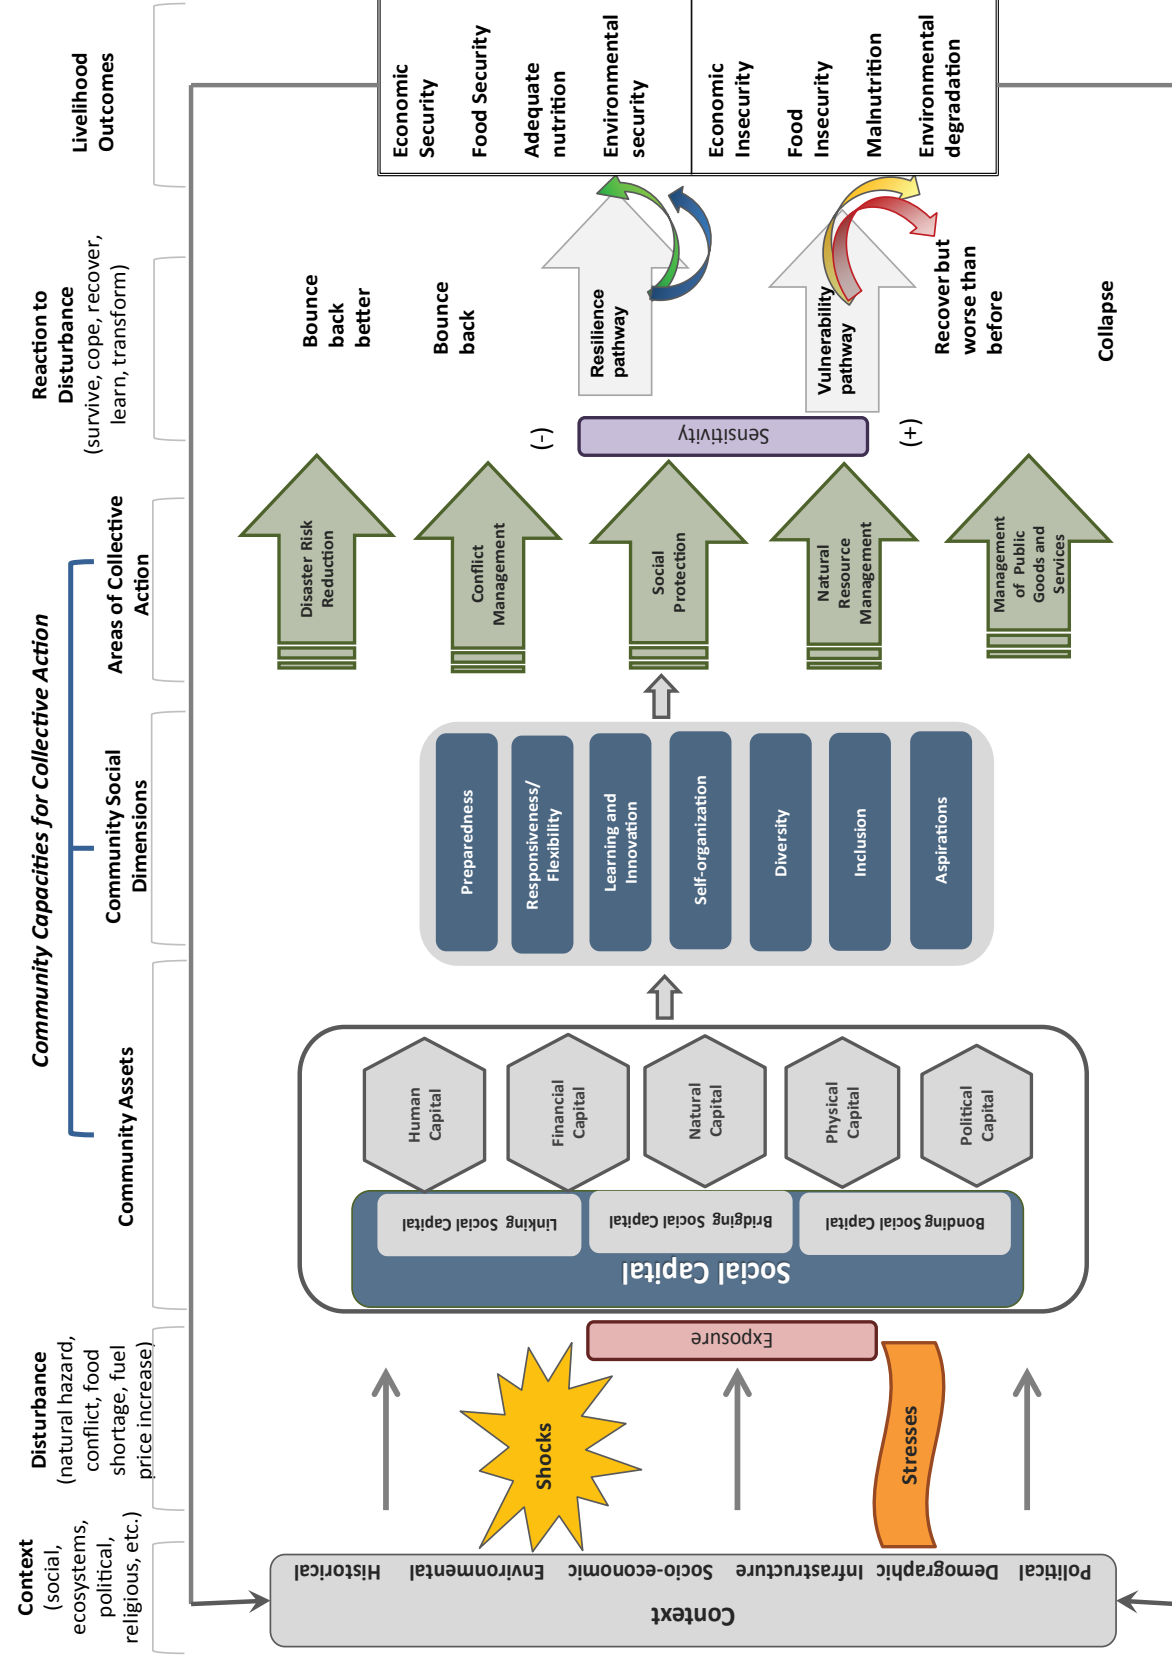 Community Capacities for Collective Action
Context
(social,
ecosystems,
political,
religious, etc.)
Disturbance
(natural hazard,
conflict, food
shortage, fuel
price increase)
Community Assets
Community Social
Dimensions
Areas of Collective
Action
Reaction to
Disturbance
(survive, cope, recover,
learn, transform)
Livelihood
Outcomes
Context
Historical
Environmental
Socio-economic
Infrastructure
Demographic
Political
Shocks
Stresses
Exposure
Social Capital
Linking Social Capital
Bridging Social Capital
Bonding Social Capital
Human
Capital
Financial
Capital
Natural
Capital
Physical
Capital
Political
Capital
Preparedness
Responsiveness/
Flexibility
Learning and
Innovation
Self-organization
Diversity
Inclusion
Aspirations
Disaster Risk
Reduction
Conflict
Management
Social
Protection
Natural
Resource
Management
Management
of Public
Goods and
Services
(-)
Sensitivity
(+)
Bounce
back
better
Bounce
back
Resilience
pathway
Vulnerability
pathway
Recover but
worse than
before
Collapse
Economic
Security
Food Security
Adequate
nutrition
Environmental
security
Economic
Insecurity
Food
Insecurity
Malnutrition
Environmental
degradation